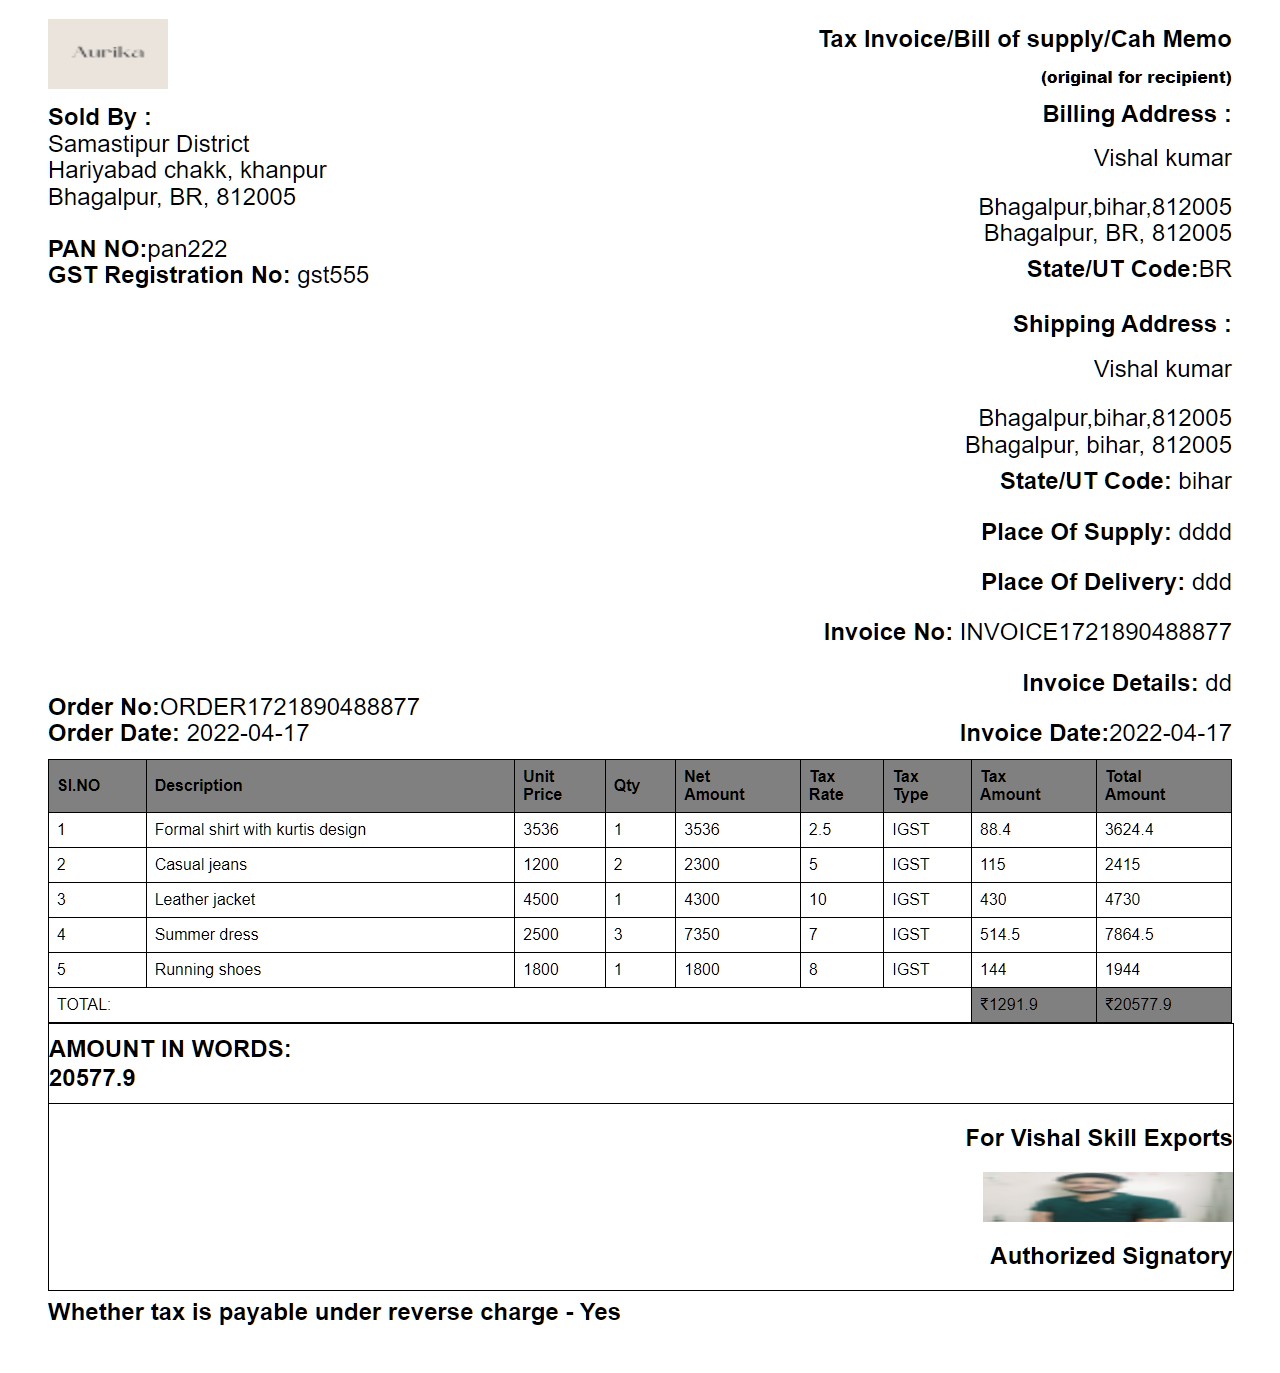 Aurika
Tax Invoice/Bill of supply/Cah Memo
(original for recipient)
Sold By :
Samastipur District
Hariyabad chakk, khanpur
Bhagalpur, BR, 812005
PAN NO:pan222
GST Registration No: gst555
Billing Address :
Vishal kumar
Bhagalpur,bihar,812005
Bhagalpur, BR, 812005
State/UT Code:BR
Shipping Address :
Vishal kumar
Bhagalpur,bihar,812005
Bhagalpur, bihar, 812005
State/UT Code: bihar
Place Of Supply: dddd
Place Of Delivery: ddd
Invoice No: INVOICE1721890488877
Invoice Details: dd
Order No:ORDER1721890488877
Order Date: 2022-04-17
Invoice Date:2022-04-17
SI.NO Description Unit Price Qty Net Amount Tax Rate Tax Type Tax Amount Total Amount
1 Formal shirt with kurtis design 3536 1 3536 2.5 IGST 88.4 3624.4
2 Casual jeans 1200 2 2300 5 IGST 115 2415
3 Leather jacket 4500 1 4300 10 IGST 430 4730
4 Summer dress 2500 3 7350 7 IGST 514.5 7864.5
5 Running shoes 1800 1 1800 8 IGST 144 1944
TOTAL: ₹1291.9 ₹20577.9
AMOUNT IN WORDS:
20577.9
For Vishal Skill Exports
Authorized Signatory
Whether tax is payable under reverse charge - Yes